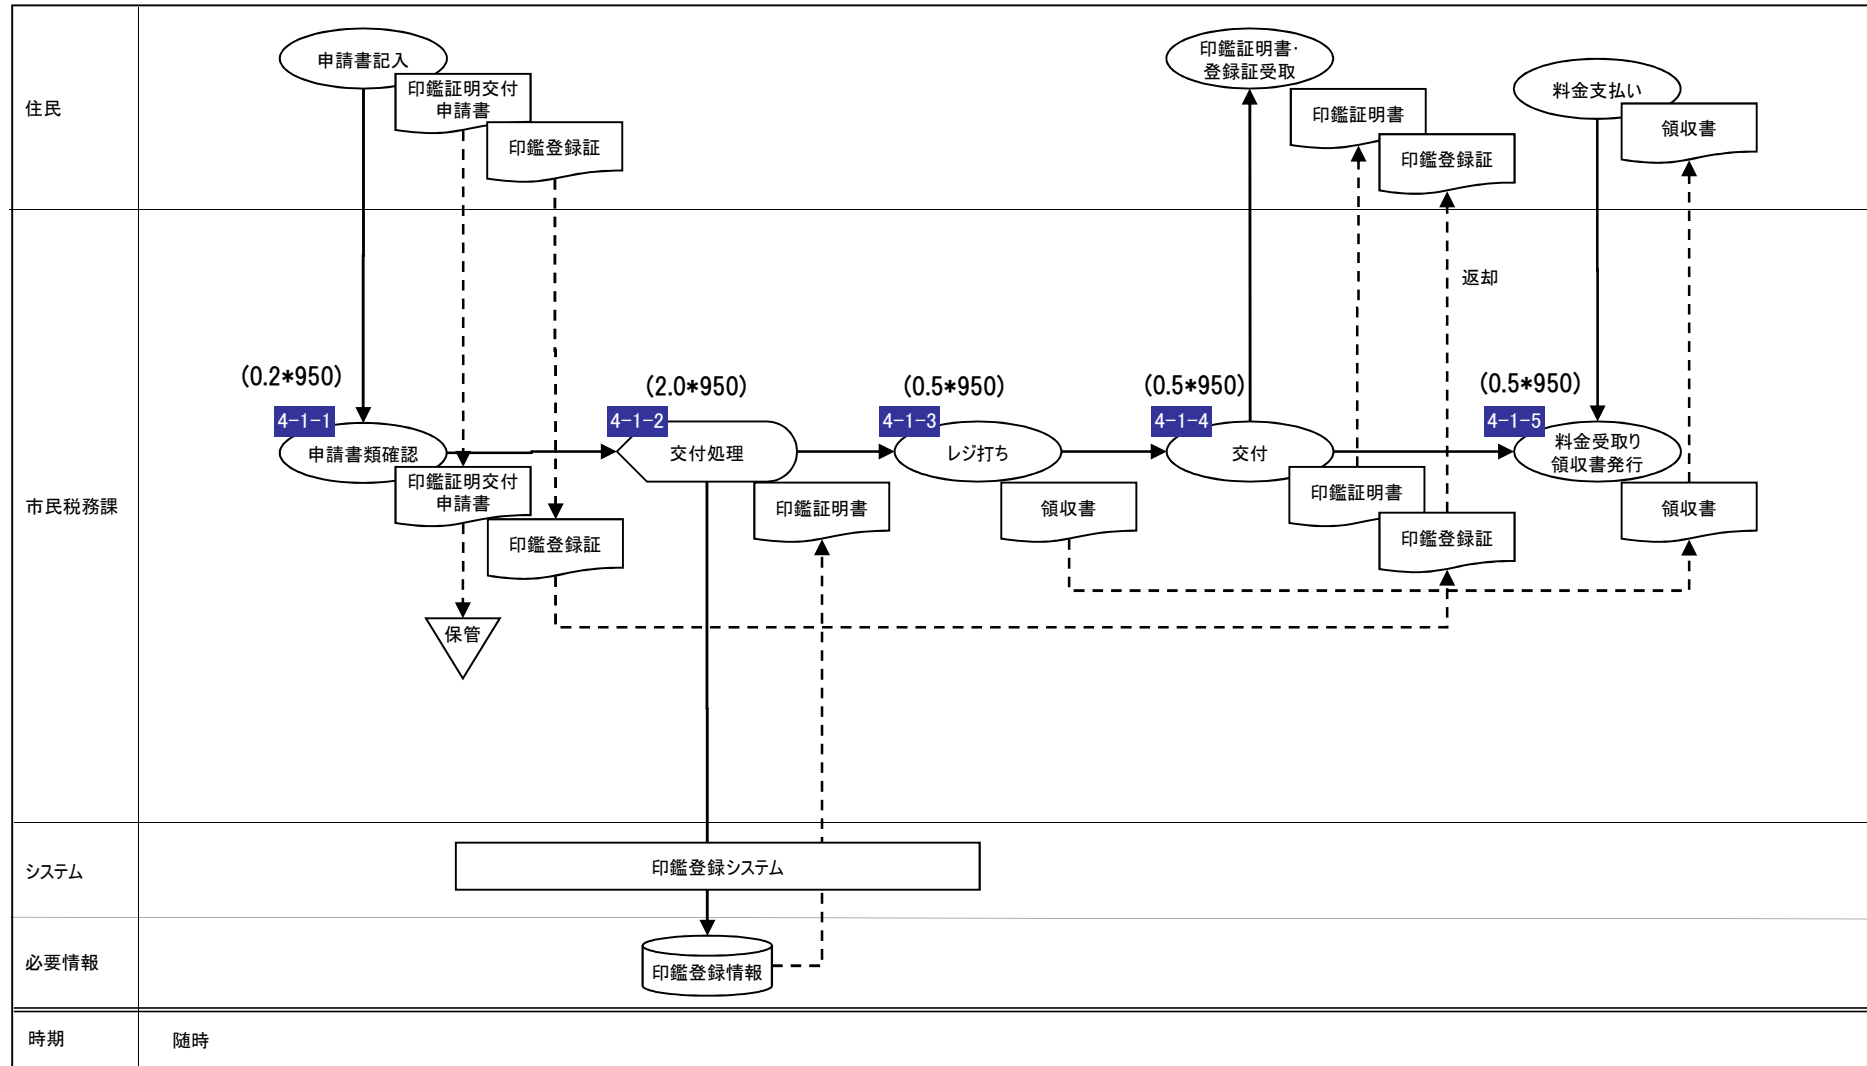 住民
申請書記入
印鑑証明交付
申請書
印鑑登録証
印鑑証明書・
登録証受取
印鑑証明書
印鑑登録証
料金支払い
領収書
返却
市民税務課
(0.2*950)
4-1-1
申請書類確認
印鑑証明交付
申請書
印鑑登録証
保管
(2.0*950)
4-1-2
交付処理
印鑑証明書
(0.5*950)
4-1-3
レジ打ち
領収書
(0.5*950)
4-1-4
交付
印鑑証明書
印鑑登録証
(0.5*950)
4-1-5
料金受取り
領収書発行
領収書
システム
印鑑登録システム
必要情報
印鑑登録情報
時期
随時